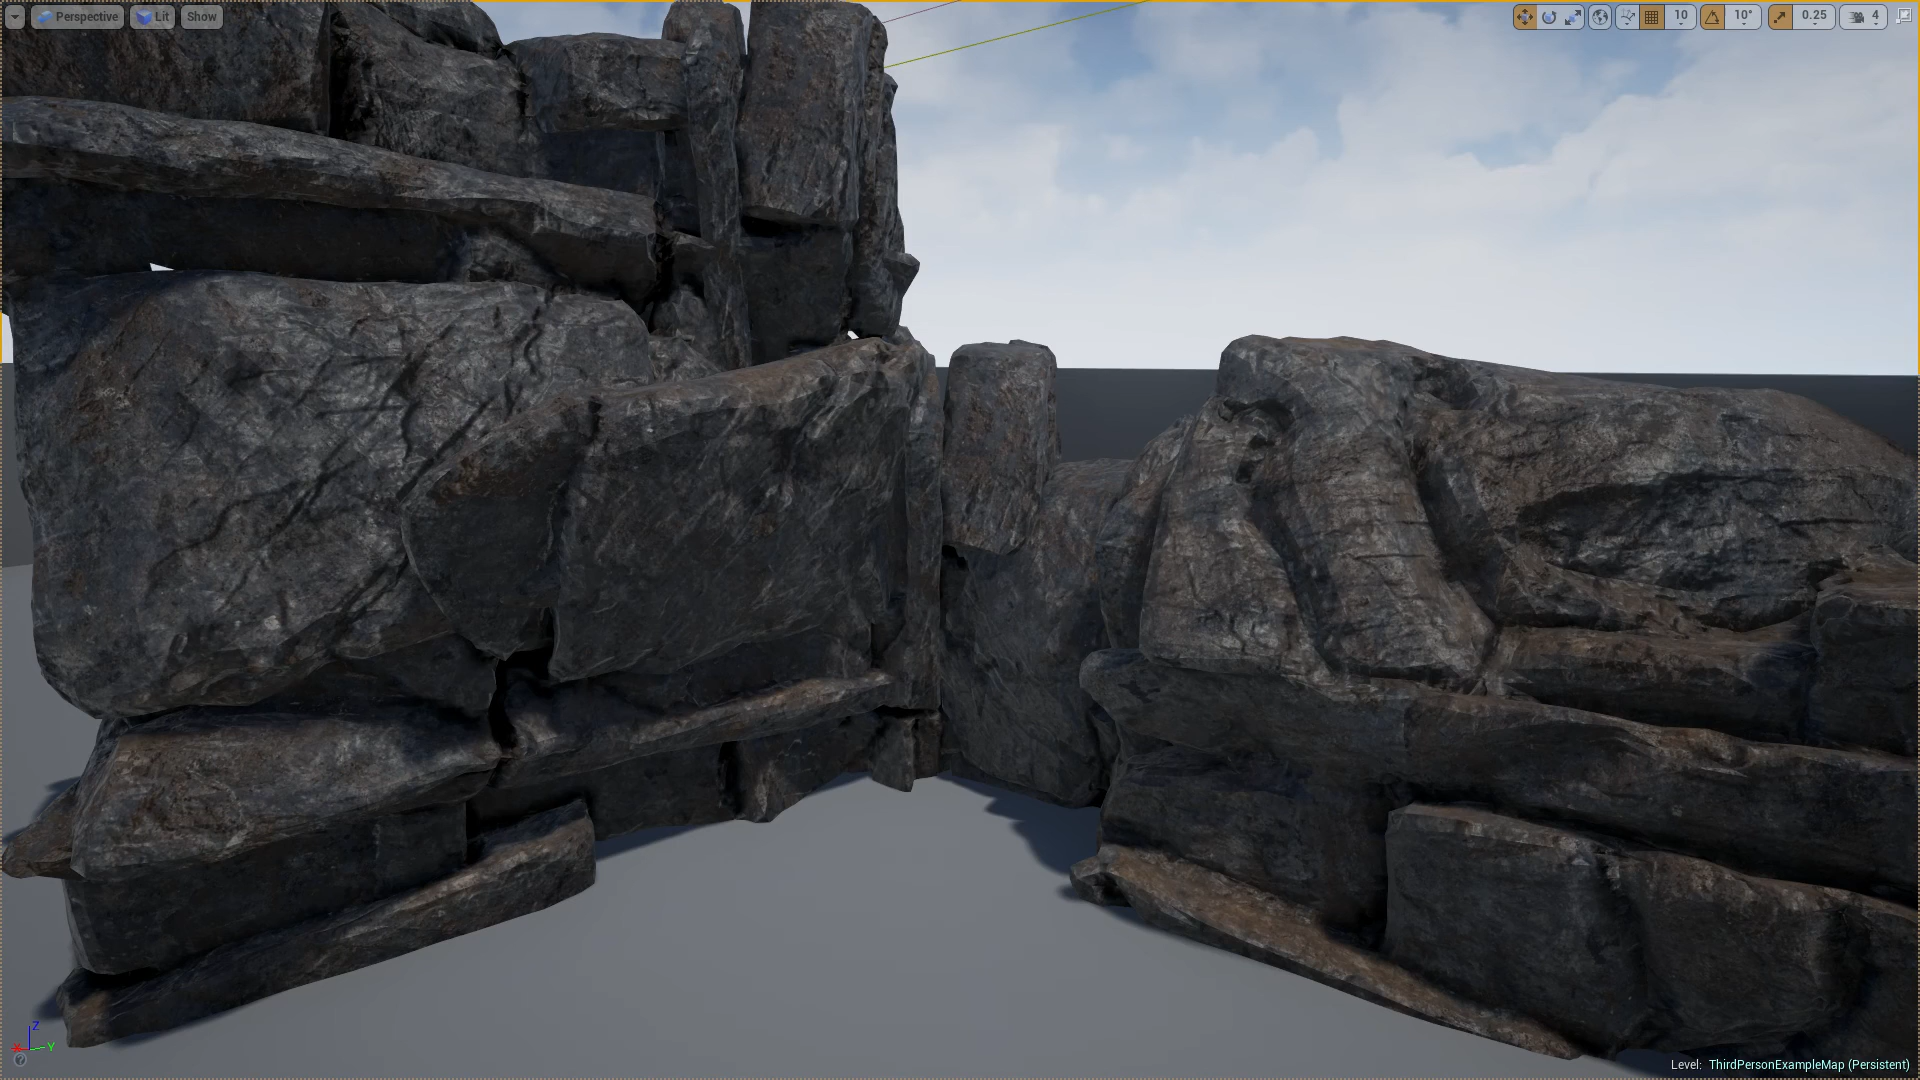 Perspective Lit Show 10 10° 0.25 4
Z
X Y
?
Level: ThirdPersonExampleMap (Persistent)